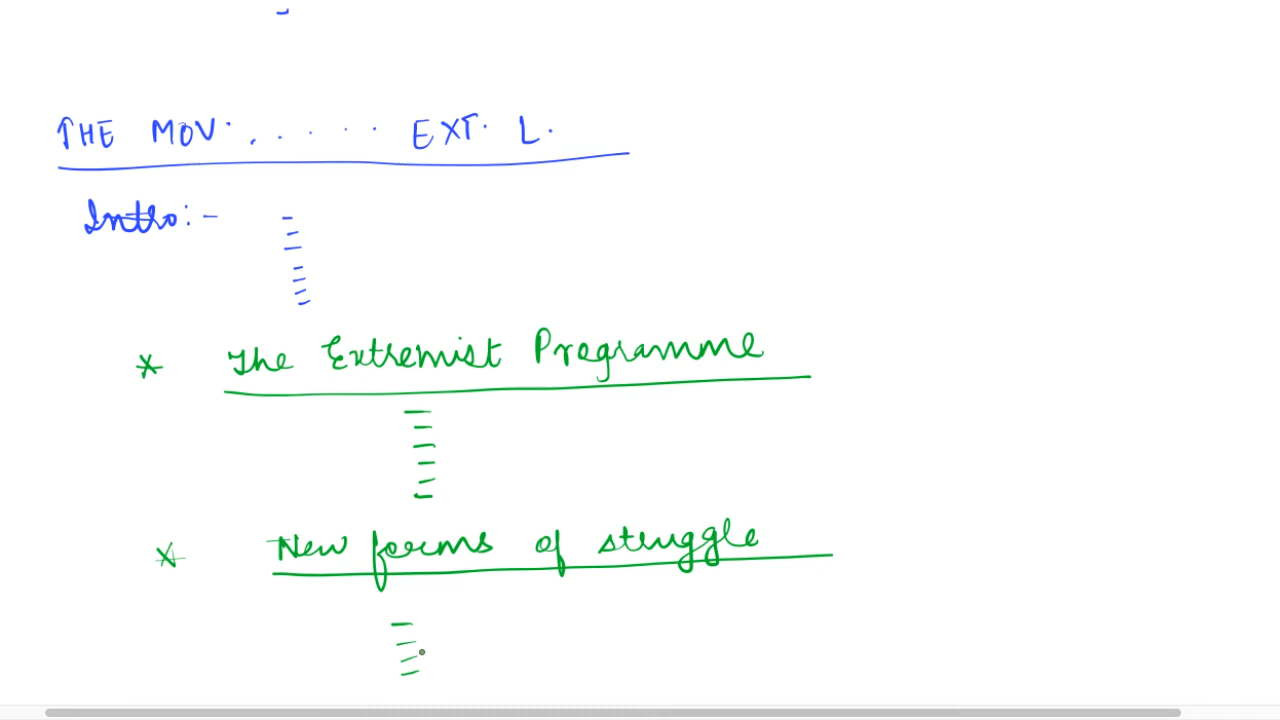 THE MOV. . . . . . EXT. L.
Intro:-
* The Extremist Programme
* New forms of struggle